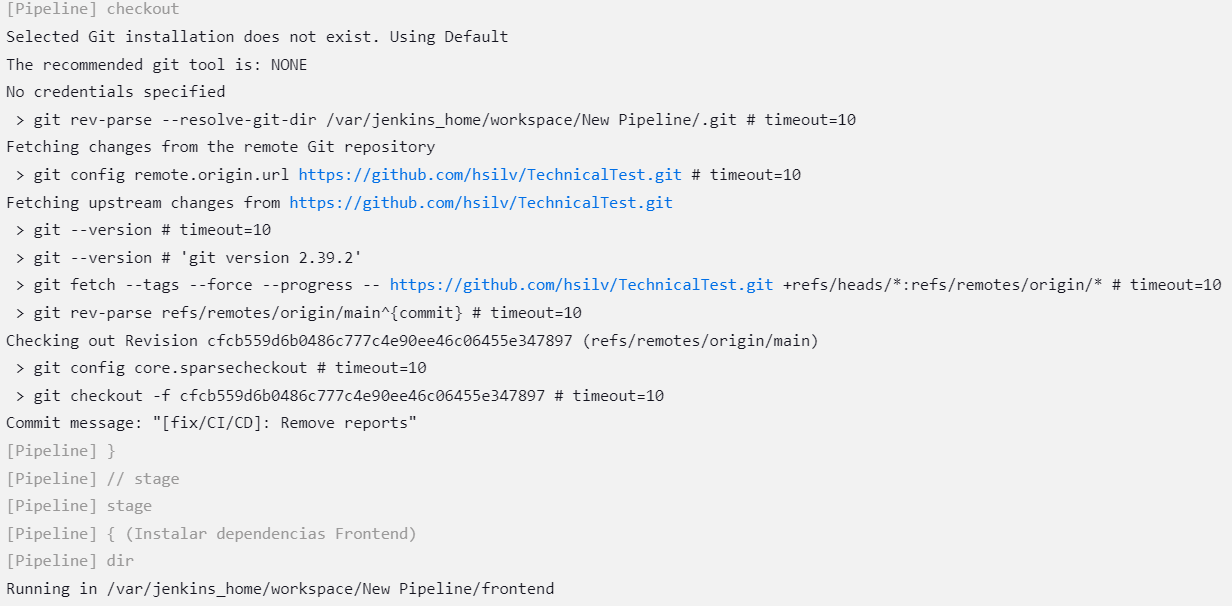 [Pipeline] checkout
Selected Git installation does not exist. Using Default
The recommended git tool is: NONE
No credentials specified
 > git rev-parse --resolve-git-dir /var/jenkins_home/workspace/New Pipeline/.git # timeout=10
Fetching changes from the remote Git repository
 > git config remote.origin.url https://github.com/hsilv/TechnicalTest.git # timeout=10
Fetching upstream changes from https://github.com/hsilv/TechnicalTest.git
 > git --version # timeout=10
 > git --version # 'git version 2.39.2'
 > git fetch --tags --force --progress -- https://github.com/hsilv/TechnicalTest.git +refs/heads/*:refs/remotes/origin/* # timeout=10
 > git rev-parse refs/remotes/origin/main^{commit} # timeout=10
Checking out Revision cfcb559d6b0486c777c4e90ee46c06455e347897 (refs/remotes/origin/main)
 > git config core.sparsecheckout # timeout=10
 > git checkout -f cfcb559d6b0486c777c4e90ee46c06455e347897 # timeout=10
Commit message: "[fix/CI/CD]: Remove reports"
[Pipeline] }
[Pipeline] // stage
[Pipeline] stage
[Pipeline] { (Instalar dependencias Frontend)
[Pipeline] dir
Running in /var/jenkins_home/workspace/New Pipeline/frontend